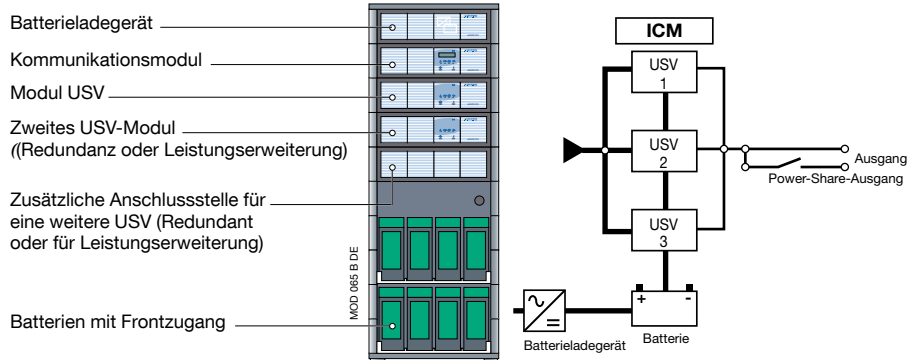 Batterieladegerät
Kommunikationsmodul
Modul USV
Zweites USV-Modul
((Redundanz oder Leistungserweiterung)
Zusätzliche Anschlussstelle für
eine weitere USV (Redundant
oder für Leistungserweiterung)
Batterien mit Frontzugang
MOD 065 B DE
ICM
USV
1
USV
2
USV
3
Ausgang
Power-Share-Ausgang
+ -
Batterieladegerät
Batterie